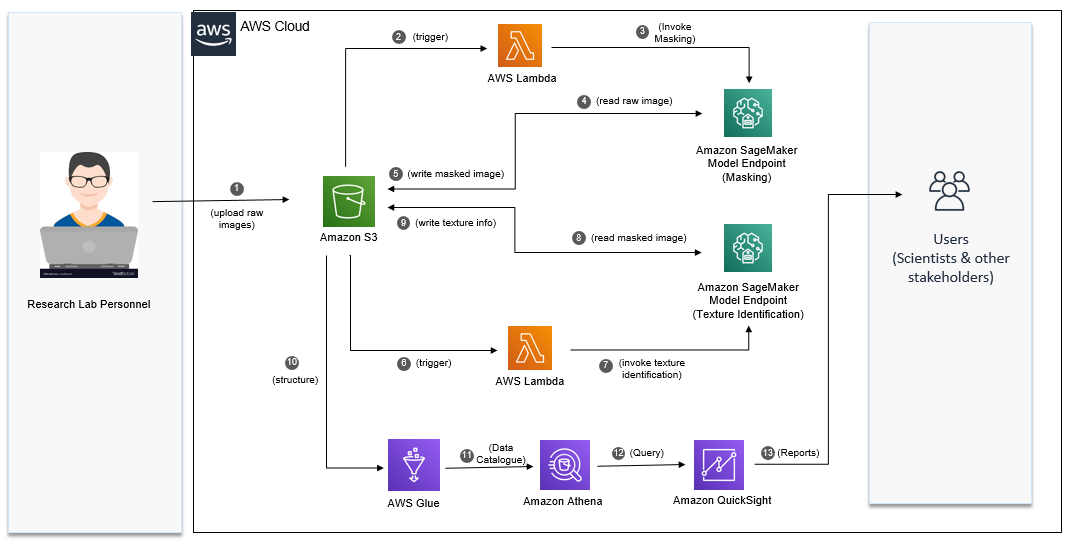 aws
AWS Cloud
2 (trigger)
AWS Lambda
3 (Invoke
Masking)
4 (read raw image)
Amazon SageMaker
Model Endpoint
(Masking)
5 (write masked image)
1
(upload raw
images)
Amazon S3
9 (write texture info)
8 (read masked image)
Amazon SageMaker
Model Endpoint
(Texture Identification)
Research Lab Personnel
Users
(Scientists & other
stakeholders)
6 (trigger)
AWS Lambda
7 (invoke texture
identification)
10
(structure)
AWS Glue
11 (Data
Catalogue)
Amazon Athena
12 (Query)
Amazon QuickSight
13 (Reports)